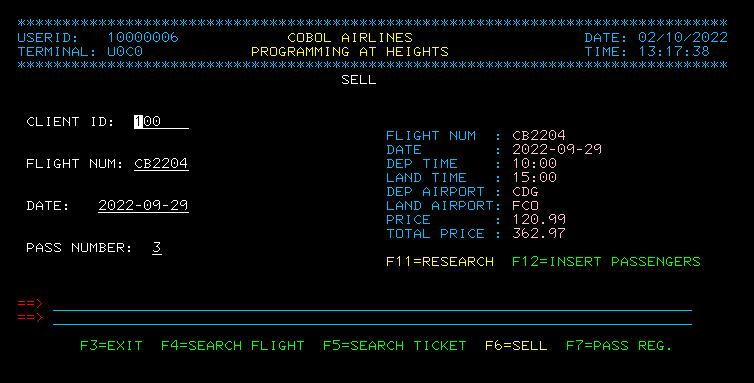 *******************************************************************************
USERID:   10000006            COBOL AIRLINES                   DATE: 02/10/2022
TERMINAL: U0C0            PROGRAMMING AT HEIGHTS               TIME: 13:17:38
*******************************************************************************
SELL
CLIENT ID:  100
FLIGHT NUM  : CB2204
DATE        : 2022-09-29
FLIGHT NUM: CB2204   DEP TIME    : 10:00
LAND TIME   : 15:00
DEP AIRPORT : CDG
DATE:   2022-09-29   LAND AIRPORT: FCO
PRICE       : 120.99
TOTAL PRICE : 362.97
PASS NUMBER:  3
F11=RESEARCH  F12=INSERT PASSENGERS
==>
==>
F3=EXIT  F4=SEARCH FLIGHT  F5=SEARCH TICKET  F6=SELL  F7=PASS REG.